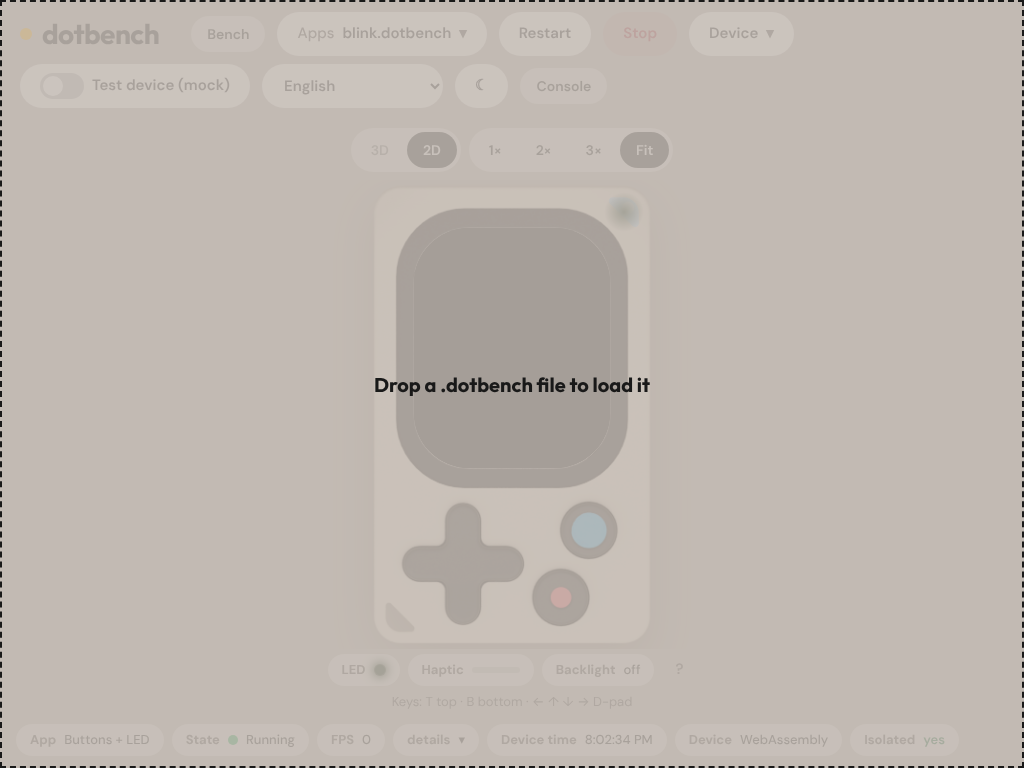 dotbench Bench Apps blink.dotbench ▾ Restart Stop Device ▾
Test device (mock) English ☾ Console
3D 2D 1× 2× 3× Fit
Drop a .dotbench file to load it
LED Haptic Backlight off ?
Keys: T top · B bottom · ← ↑ ↓ → D-pad
App Buttons + LED State Running FPS 0 details ▾ Device time 8:02:34 PM Device WebAssembly Isolated yes